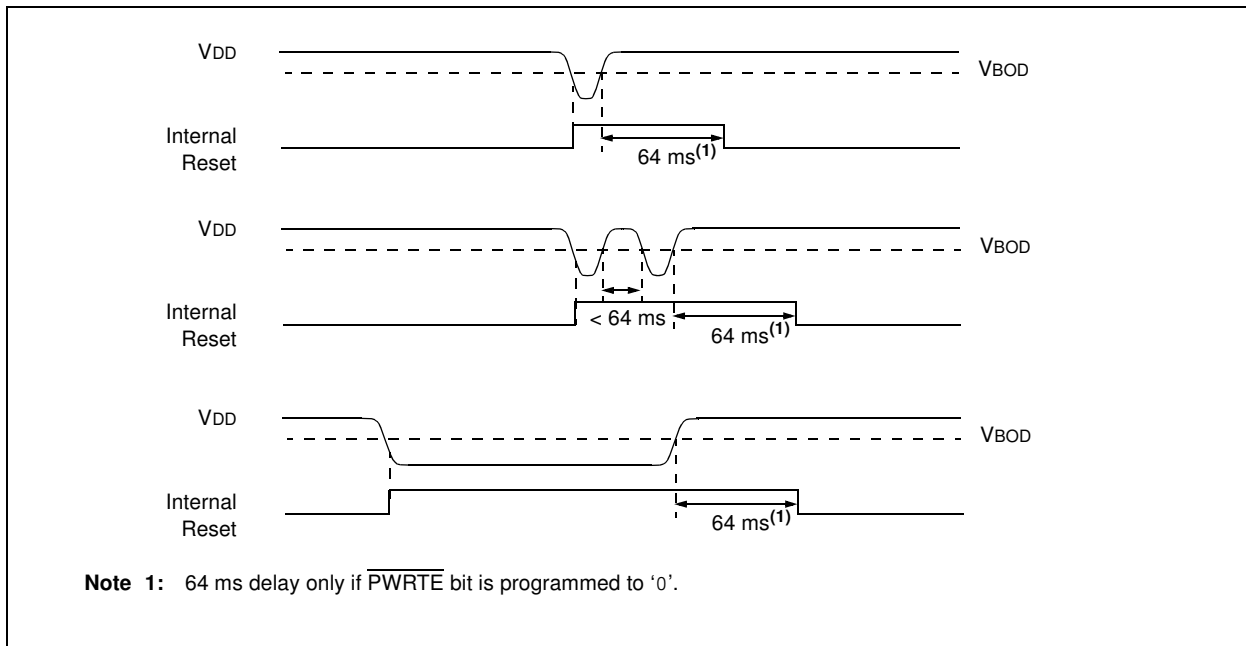 VDD
VBOD
Internal
Reset
64 ms(1)
VDD
VBOD
Internal
Reset
< 64 ms
64 ms(1)
VDD
VBOD
Internal
Reset
64 ms(1)
Note 1: 64 ms delay only if PWRTE bit is programmed to ‘0’.